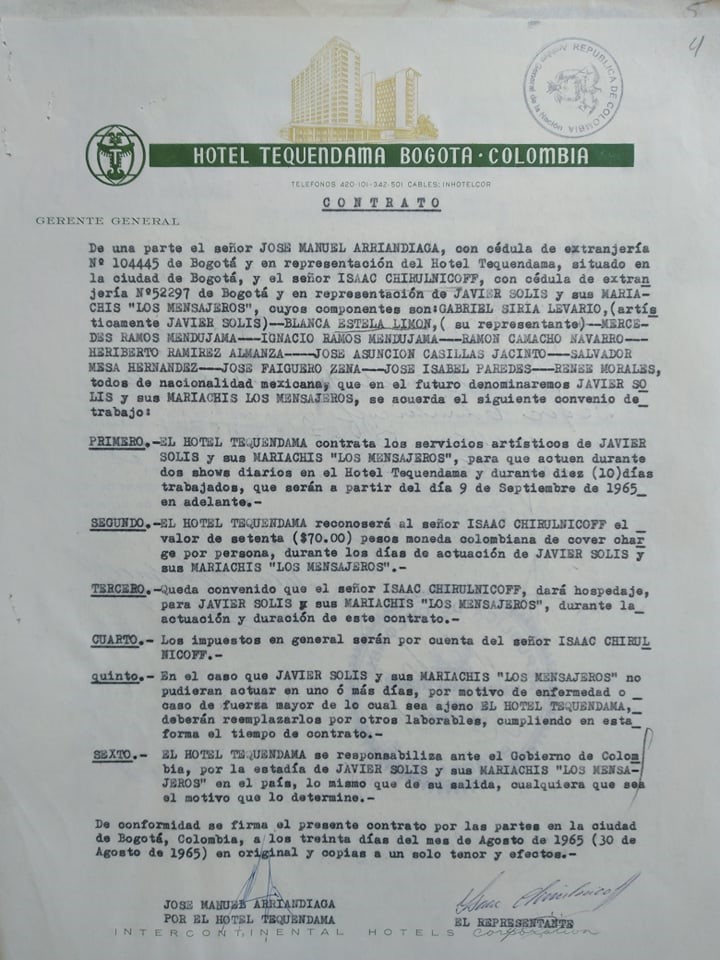 5
4
REPUBLICA DE COLOMBIA
Archivo General de la Nación
HOTEL TEQUENDAMA BOGOTA · COLOMBIA
TELEFONOS 420-101-342-501 CABLES: INHOTELCOR
CONTRATO
GERENTE GENERAL
De una parte el señor JOSE MANUEL ARRIANDIAGA, con cédula de extranjería
Nº 104445 de Bogotá y en representación del Hotel Tequendama, situado en
la ciudad de Bogotá, y el señor ISAAC CHIRULNICOFF, con cédula de extran
jería Nº52297 de Bogotá y en representación de JAVIER SOLIS y sus MARIA-
CHIS "LOS MENSAJEROS", cuyos componentes son:GABRIEL SIRIA LEVARIO,(artís
ticamente JAVIER SOLIS)--BLANCA ESTELA LIMON,( su representante)--MERCE-
DES RAMOS MENDUJAMA---IGNACIO RAMOS MENDUJAMA---RAMON CAMACHO NAVARRO---
HERIBERTO RAMIREZ ALMANZA----JOSE ASUNCION CASILLAS JACINTO---SALVADOR
MESA HERNANDEZ----JOSE FAIGUERO ZENA----JOSE ISABEL PAREDES---RENEE MORALES,
todos de nacionalidad mexicana, que en el futuro denominaremos JAVIER SO
LIS y sus MARIACHIS LOS MENSAJEROS, se acuerda el siguiente convenio de_
trabajo:
PRIMERO.-EL HOTEL TEQUENDAMA contrata los servicios artísticos de JAVIER
SOLIS y sus MARIACHIS "LOS MENSAJEROS", para que actuen durante
dos shows diarios en el Hotel Tequendama y durante diez (10)días
trabajados, que serán a partir del día 9 de Septiembre de 1965_
en adelante.-
SEGUNDO.-EL HOTEL TEQUENDAMA reconoserá al señor ISAAC CHIRULNICOFF el _
valor de setenta ($70.00) pesos moneda colombiana de cover char
ge por persona, durante los días de actuación de JAVIER SOLIS y
sus MARIACHIS "LOS MENSAJEROS".-
TERCERO.-Queda convenido que el señor ISAAC CHIRULNICOFF, dará hospedaje,
para JAVIER SOLIS y sus MARIACHIS "LOS MENSAJEROS", durante la_
actuación y duración de este contrato.-
CUARTO.- Los impuestos en general serán por cuenta del señor ISAAC CHIRUL
NICOFF.-
quinto.- En el caso que JAVIER SOLIS y sus MARIACHIS "LOS MENSAJEROS" no
pudieran actuar en uno ó más días, por motivo de enfermedad o _
caso de fuerza mayor de lo cual sea ajeno EL HOTEL TEQUENDAMA,_
deberán reemplazarlos por otros laborables, cumpliendo en esta_
forma el tiempo de contrato.-
SEXTO.- EL HOTEL TEQUENDAMA se responsabiliza ante el Gobierno de Colom
bia, por la estadía de JAVIER SOLIS y sus MARIACHIS "LOS MENSA-
JEROS" en el país, lo mismo que de su salida, cualquiera que sea
el motivo que lo determine.-
De conformidad se firma el presente contrato por las partes en la ciudad
de Bogotá, Colombia, a los treinta días del mes de Agosto de 1965 (30 de
Agosto de 1965) en original y copias a un solo tenor y efectos.-
Isaac Chirulnicoff
JOSE MANUEL ARRIANDIAGA
POR EL HOTEL TEQUENDAMA
EL REPRESENTANTE
INTERCONTINENTAL HOTELS Corporation